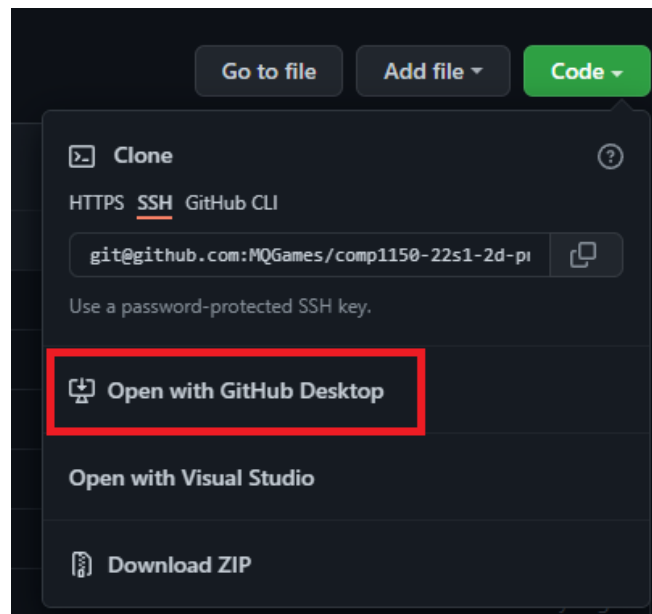 Go to file Add file Code
Clone
HTTPS SSH GitHub CLI
git@github.com:MQGames/comp1150-22s1-2d-p
Use a password-protected SSH key.
Open with GitHub Desktop
Open with Visual Studio
Download ZIP